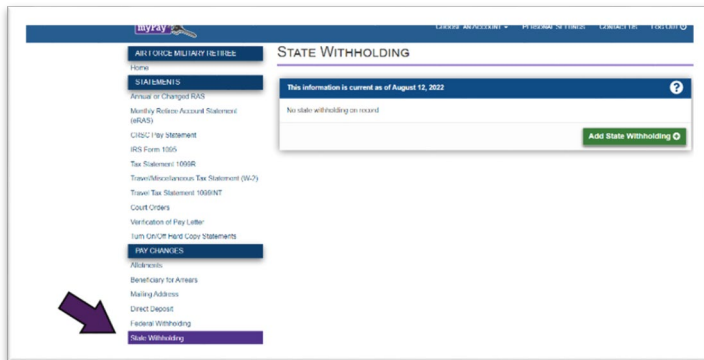 myPay
CHOOSE AN ACCOUNT
PERSONAL SETTINGS
CONTACT US
LOG OUT
AIR FORCE MILITARY RETIREE
Home
STATEMENTS
Annual or Changed RAS
Monthly Retiree Account Statement
(eRAS)
CRSC Pay Statement
IRS Form 1095
Tax Statement 1099R
Travel/Miscellaneous Tax Statement (W-2)
Travel Tax Statement 1099INT
Court Orders
Verification of Pay Letter
Turn On/Off Hard Copy Statements
PAY CHANGES
Allotments
Beneficiary for Arrears
Mailing Address
Direct Deposit
Federal Withholding
State Withholding
STATE WITHHOLDING
This information is current as of August 12, 2022
No state withholding on record
Add State Withholding